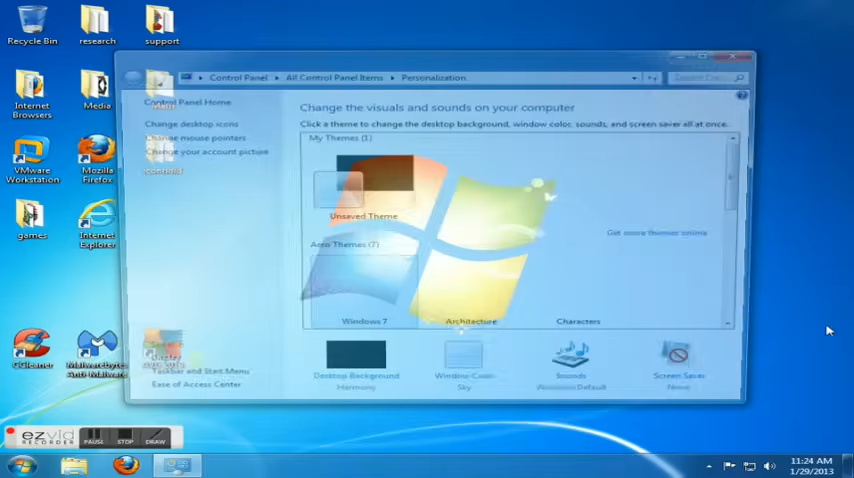 Recycle Bin
research
support
Control Panel
All Control Panel Items
Personalization
Internet
Browsers
Media
Control Panel Home
Change desktop icons
Change mouse pointers
Change your account picture
Change the visuals and sounds on your computer
Click a theme to change the desktop background, window color, sounds, and screen saver all at once.
My Themes (1)
Unsaved Theme
VMware
Workstation
Mozilla
Firefox
Get more themes online
games
Internet
Explorer
Aero Themes (7)
Windows 7
Architecture
Characters
CCleaner
Malwarebytes
Anti-Malware
Taskbar and Start Menu
Ease of Access Center
Desktop Background
Harmony
Window Color
Sky
Sounds
Windows Default
Screen Saver
None
ezvid
RECORDER
PAUSE
STOP
DRAW
11:24 AM
1/29/2013